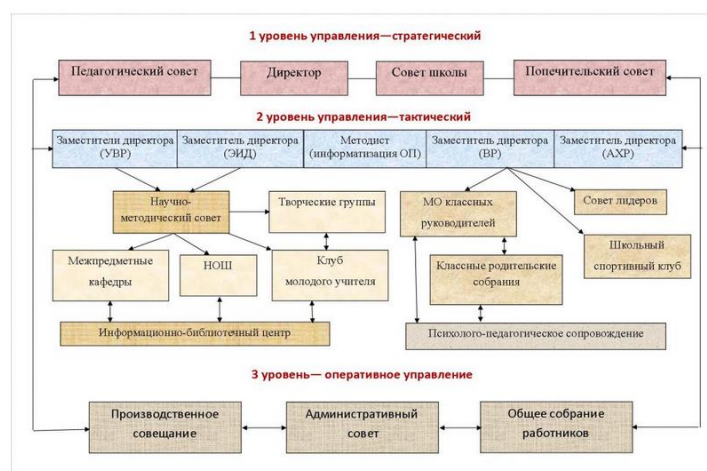 1 уровень управления—стратегический
Педагогический совет
Директор
Совет школы
Попечительский совет
2 уровень управления—тактический
Заместители директора
(УВР)
Заместитель директора
(ЭИД)
Методист
(информатизация ОП)
Заместитель директора
(ВР)
Заместитель директора
(АХР)
Научно-
методический совет
Творческие группы
МО классных
руководителей
Совет лидеров
Межпредметные
кафедры
НОШ
Клуб
молодого учителя
Классные родительские
собрания
Школьный
спортивный клуб
Информационно-библиотечный центр
Психолого-педагогическое сопровождение
3 уровень— оперативное управление
Производственное
совещание
Административный
совет
Общее собрание
работников